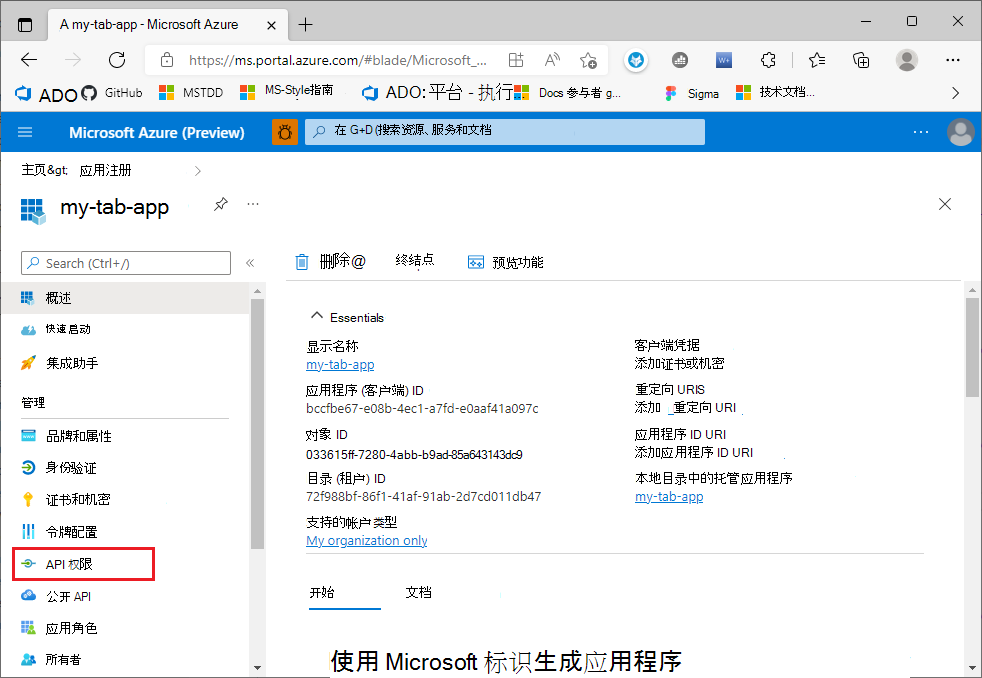 A my-tab-app - Microsoft Azure
https://ms.portal.azure.com/#blade/Microsoft_...
ADO GitHub MSTDD MS-Style指南 ADO:平台 - 执行 Docs 参与者 g... Sigma 技术文档...
Microsoft Azure (Preview) 在 G+D(搜索资源、服务和文档
主页&gt; 应用注册
my-tab-app
Search (Ctrl+/)
删除@ 终结点 预览功能
概述
快速启动
集成助手
管理
品牌和属性
身份验证
证书和机密
令牌配置
API 权限
公开 API
应用角色
所有者
Essentials
显示名称
my-tab-app
应用程序 (客户端) ID
bccfbe67-e08b-4ec1-a7fd-e0aaf41a097c
对象 ID
033615ff-7280-4abb-b9ad-85a643143dc9
目录 (租户) ID
72f988bf-86f1-41af-91ab-2d7cd011db47
支持的帐户类型
My organization only
客户端凭据
添加证书或机密
重定向 URIS
添加 _重定向 URI
应用程序 ID URI
添加应用程序 ID URI
本地目录中的托管应用程序
my-tab-app
开始 文档
使用 Microsoft 标识生成应用程序